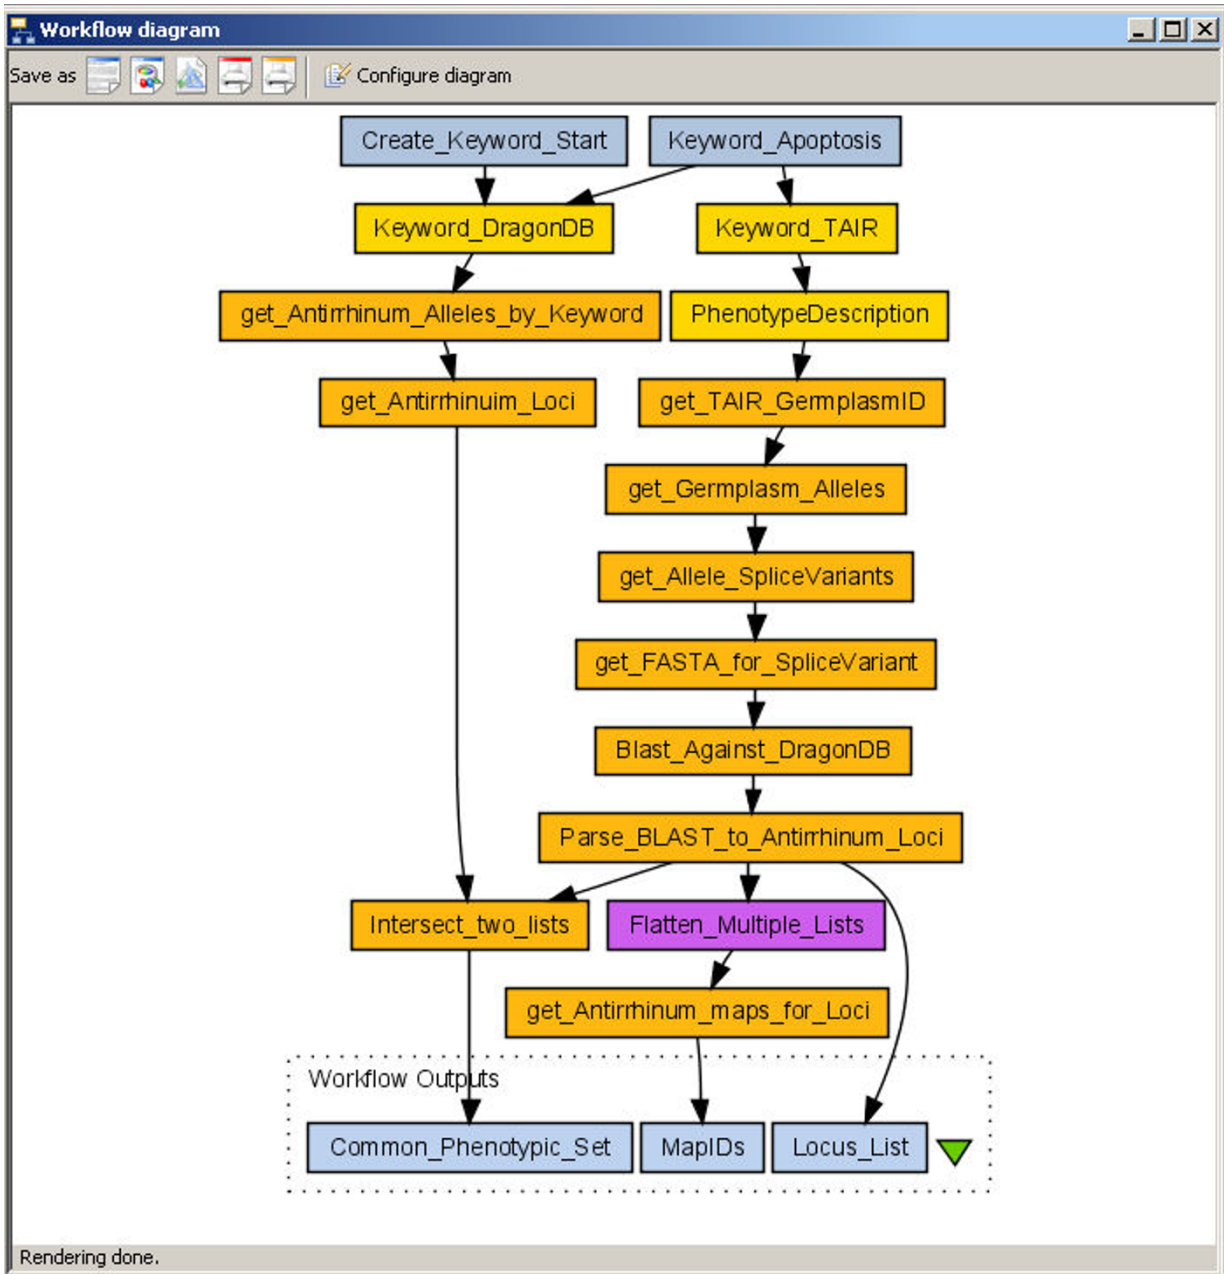 Workflow diagram
Save as
Configure diagram
Create_Keyword_Start
Keyword_Apoptosis
Keyword_DragonDB
Keyword_TAIR
get_Antirrhinum_Alleles_by_Keyword
PhenotypeDescription
get_Antirrhinuim_Loci
get_TAIR_GermplasmID
get_Germplasm_Alleles
get_Allele_SpliceVariants
get_FASTA_for_SpliceVariant
Blast_Against_DragonDB
Parse_BLAST_to_Antirrhinum_Loci
Intersect_two_lists
Flatten_Multiple_Lists
get_Antirrhinum_maps_for_Loci
Workflow Outputs
Common_Phenotypic_Set
MapIDs
Locus_List
Rendering done.